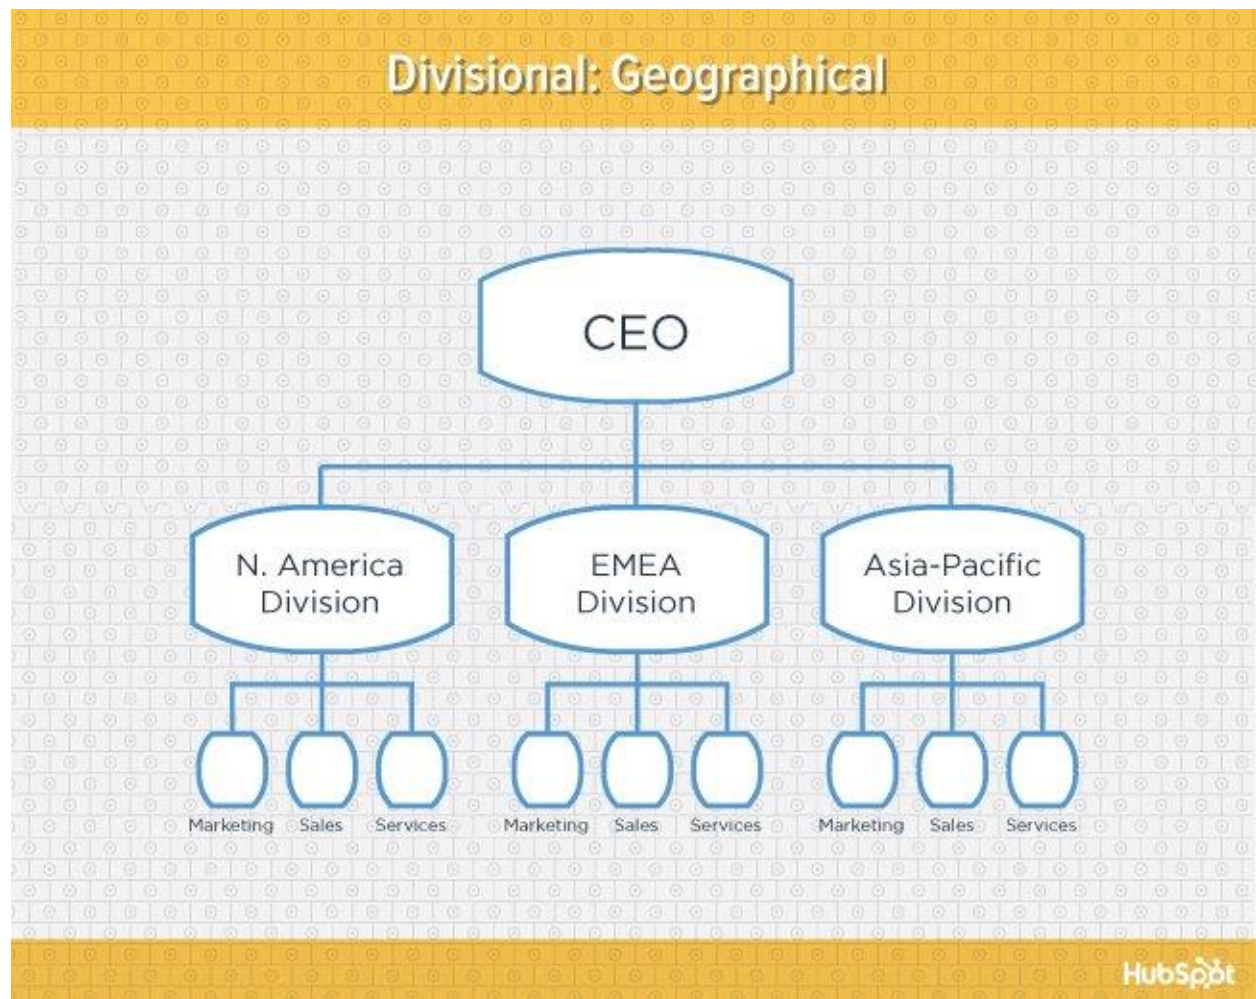 Divisional: Geographical
CEO
N. America
Division
EMEA
Division
Asia-Pacific
Division
Marketing Sales Services
Marketing Sales Services
Marketing Sales Services
HubSpot